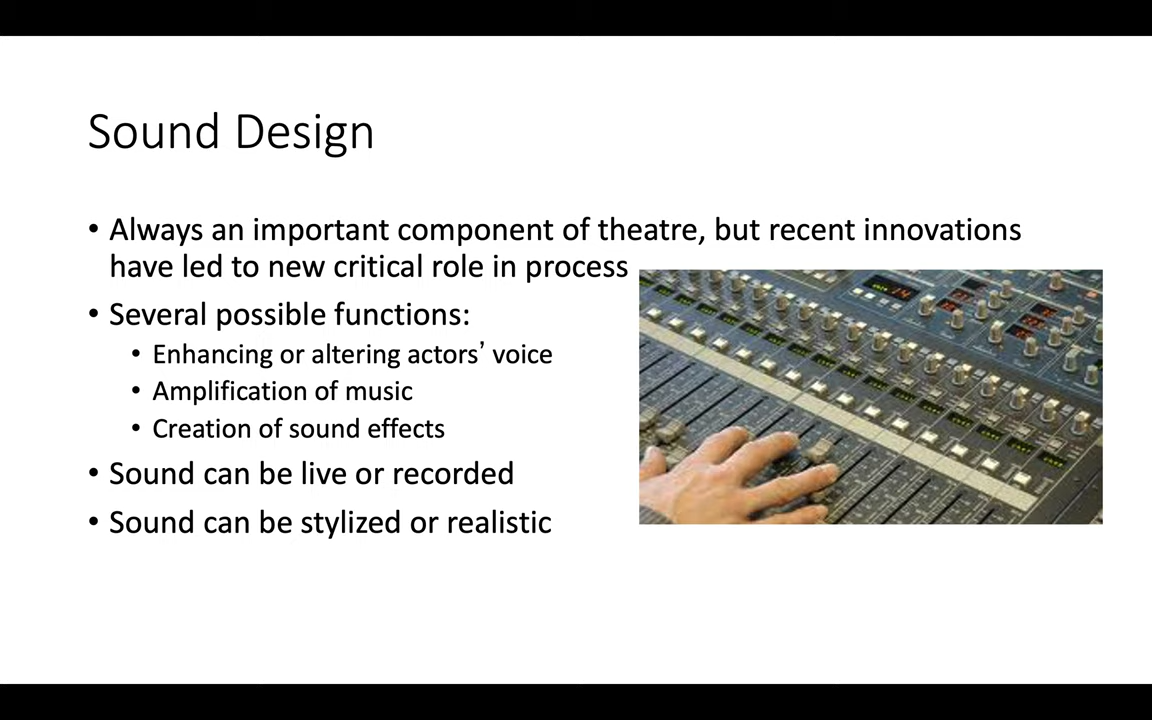 Sound Design
• Always an important component of theatre, but recent innovations
have led to new critical role in process
• Several possible functions:
• Enhancing or altering actors’ voice
• Amplification of music
• Creation of sound effects
• Sound can be live or recorded
• Sound can be stylized or realistic